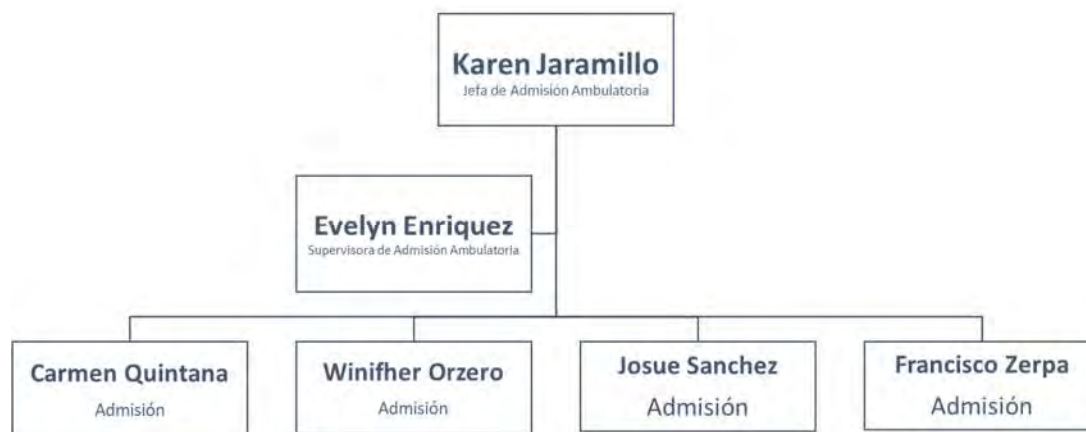 Karen Jaramillo
Jefa de Admisión Ambulatoria
Evelyn Enriquez
Supervisora de Admisión Ambulatoria
Carmen Quintana
Admisión
Winifher Orzero
Admisión
Josue Sanchez
Admisión
Francisco Zerpa
Admisión